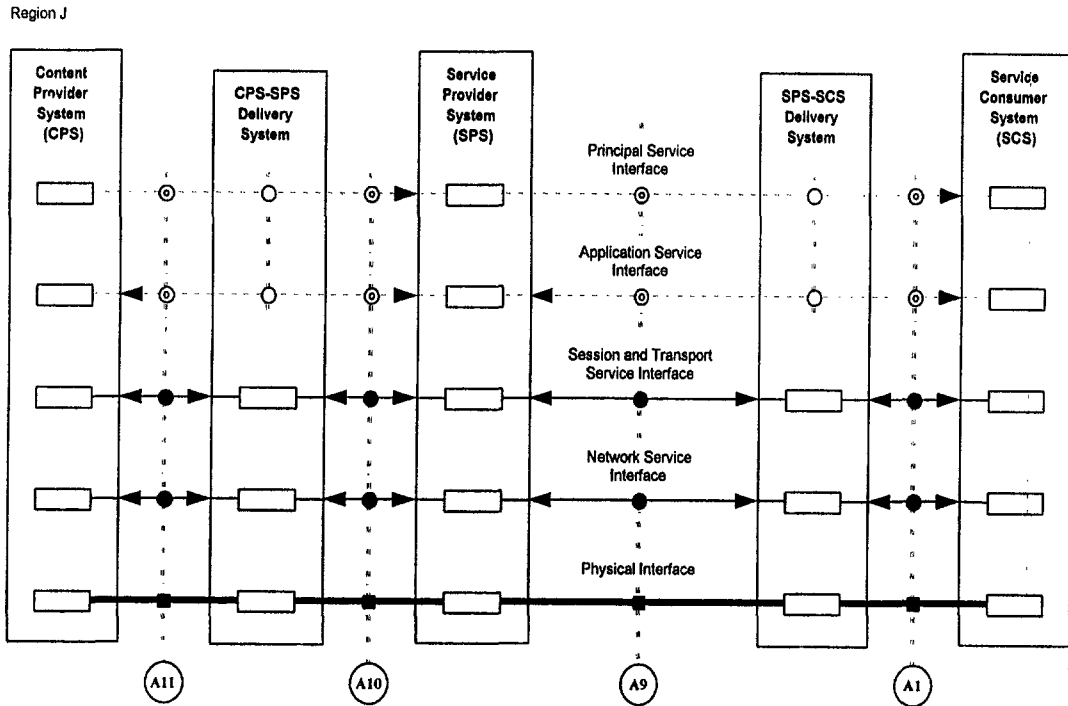 Region J
Content
Provider
System
(CPS)
CPS-SPS
Delivery
System
Service
Provider
System
(SPS)
SPS-SCS
Delivery
System
Service
Consumer
System
(SCS)
Principal Service
Interface
Application Service
Interface
Session and Transport
Service Interface
Network Service
Interface
Physical Interface
A11
A10
A9
A1